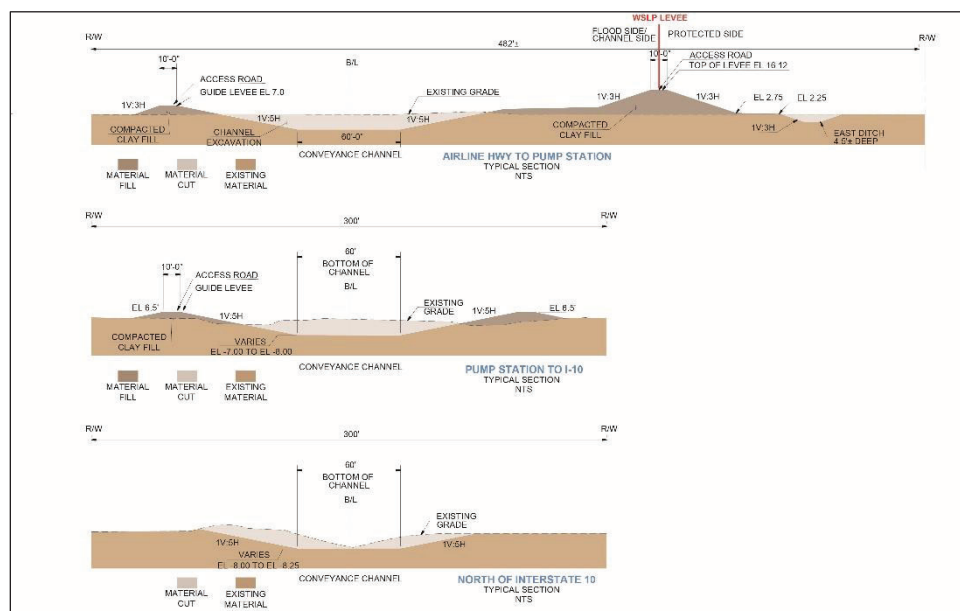 WSLP LEVEE
R/W
FLOOD SIDE/
CHANNEL SIDE
PROTECTED SIDE
R/W
482'±
10'-0"
B/L
10'-0"
ACCESS ROAD
TOP OF LEVEE EL 16.12
ACCESS ROAD
GUIDE LEVEE EL 7.0
EXISTING GRADE
1V:3H
1V:3H
1V:3H
EL 2.75
EL 2.25
1V:5H
1V:5H
COMPACTED
CLAY FILL
CHANNEL
EXCAVATION
60'-0"
COMPACTED
CLAY FILL
1V:3H
EAST DITCH
4.5'± DEEP
CONVEYANCE CHANNEL
AIRLINE HWY TO PUMP STATION
TYPICAL SECTION
NTS
MATERIAL
FILL
MATERIAL
CUT
EXISTING
MATERIAL
R/W
R/W
300'
60'
BOTTOM OF
CHANNEL
B/L
10'-0"
ACCESS ROAD
GUIDE LEVEE
EL 6.5'
1V:5H
EXISTING
GRADE
1V:5H
EL 6.5'
COMPACTED
CLAY FILL
VARIES
EL -7.00 TO EL -8.00
CONVEYANCE CHANNEL
PUMP STATION TO I-10
TYPICAL SECTION
NTS
MATERIAL
FILL
MATERIAL
CUT
EXISTING
MATERIAL
R/W
R/W
300'
60'
BOTTOM OF
CHANNEL
B/L
EXISTING
GRADE
1V:5H
1V:5H
VARIES
EL -8.00 TO EL -8.25
CONVEYANCE CHANNEL
NORTH OF INTERSTATE 10
TYPICAL SECTION
NTS
MATERIAL
CUT
EXISTING
MATERIAL